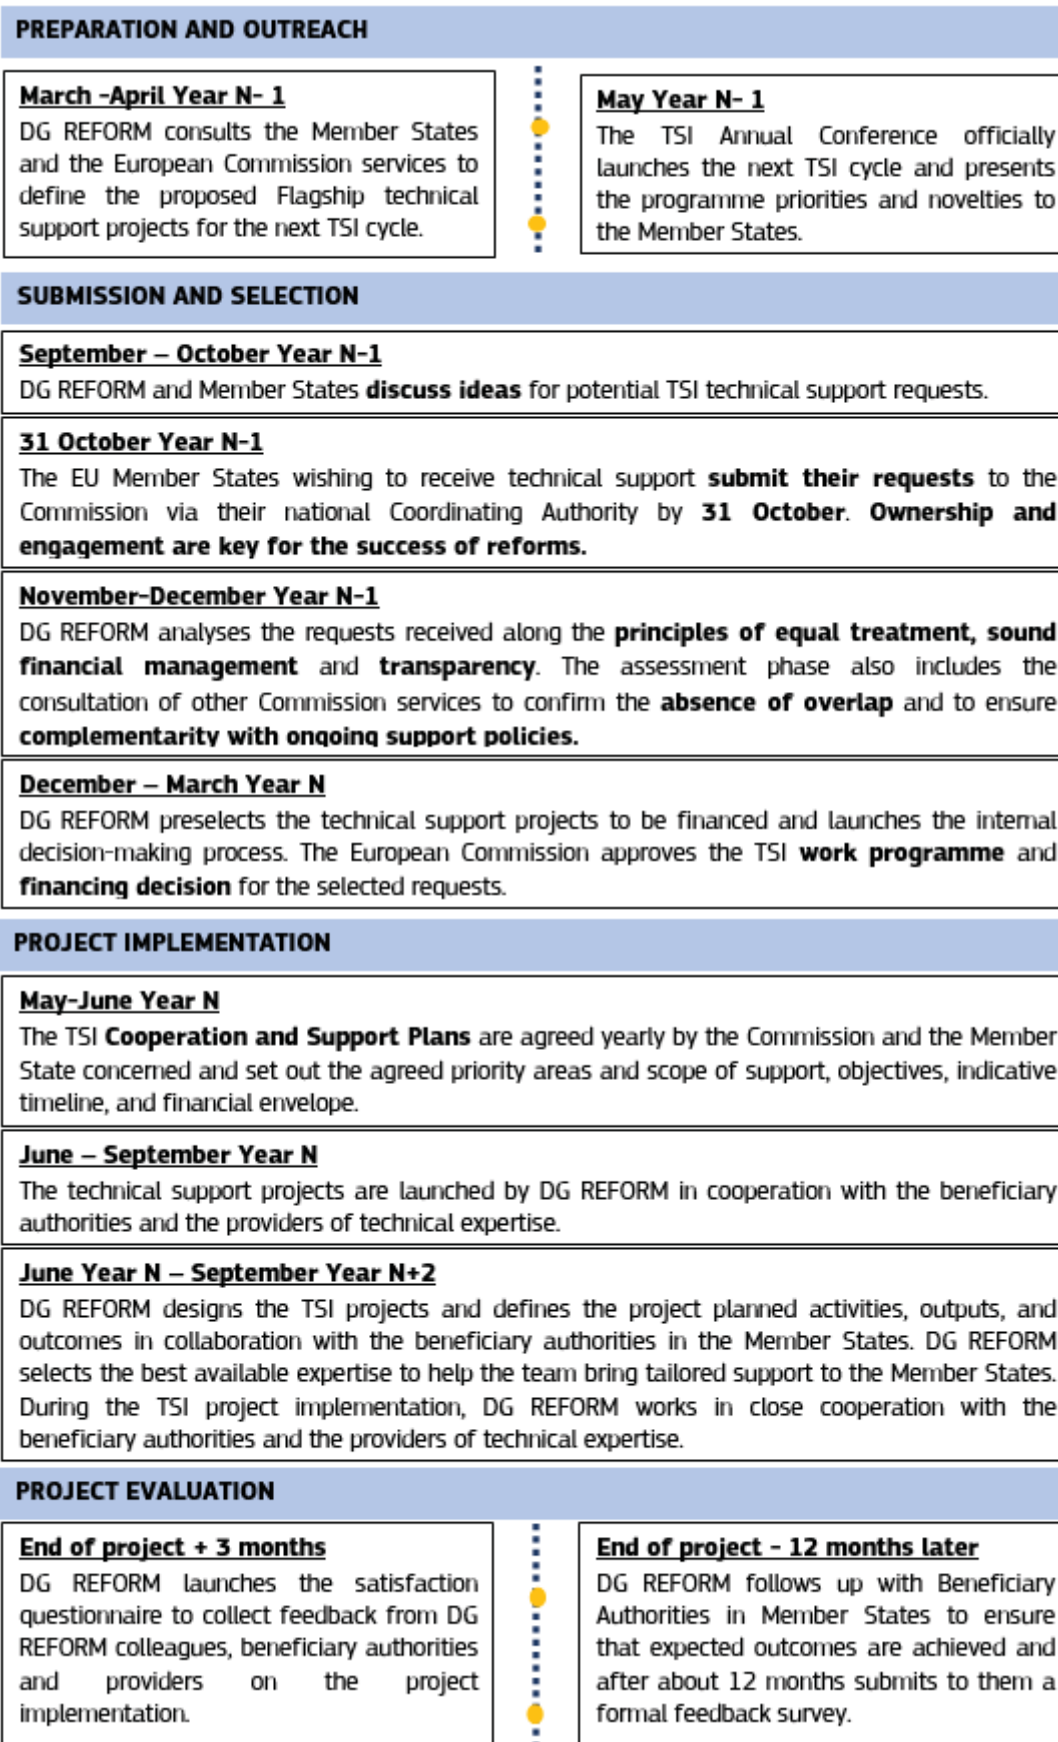 PREPARATION AND OUTREACH
March -April Year N- 1
DG REFORM consults the Member States
and the European Commission services to
define the proposed Flagship technical
support projects for the next TSI cycle.
May Year N- 1
The TSI Annual Conference officially
launches the next TSI cycle and presents
the programme priorities and novelties to
the Member States.
SUBMISSION AND SELECTION
September – October Year N-1
DG REFORM and Member States discuss ideas for potential TSI technical support requests.
31 October Year N-1
The EU Member States wishing to receive technical support submit their requests to the
Commission via their national Coordinating Authority by 31 October. Ownership and
engagement are key for the success of reforms.
November-December Year N-1
DG REFORM analyses the requests received along the principles of equal treatment, sound
financial management and transparency. The assessment phase also includes the
consultation of other Commission services to confirm the absence of overlap and to ensure
complementarity with ongoing support policies.
December – March Year N
DG REFORM preselects the technical support projects to be financed and launches the internal
decision-making process. The European Commission approves the TSI work programme and
financing decision for the selected requests.
PROJECT IMPLEMENTATION
May-June Year N
The TSI Cooperation and Support Plans are agreed yearly by the Commission and the Member
State concerned and set out the agreed priority areas and scope of support, objectives, indicative
timeline, and financial envelope.
June – September Year N
The technical support projects are launched by DG REFORM in cooperation with the beneficiary
authorities and the providers of technical expertise.
June Year N – September Year N+2
DG REFORM designs the TSI projects and defines the project planned activities, outputs, and
outcomes in collaboration with the beneficiary authorities in the Member States. DG REFORM
selects the best available expertise to help the team bring tailored support to the Member States.
During the TSI project implementation, DG REFORM works in close cooperation with the
beneficiary authorities and the providers of technical expertise.
PROJECT EVALUATION
End of project + 3 months
DG REFORM launches the satisfaction
questionnaire to collect feedback from DG
REFORM colleagues, beneficiary authorities
and providers on the project
implementation.
End of project - 12 months later
DG REFORM follows up with Beneficiary
Authorities in Member States to ensure
that expected outcomes are achieved and
after about 12 months submits to them a
formal feedback survey.